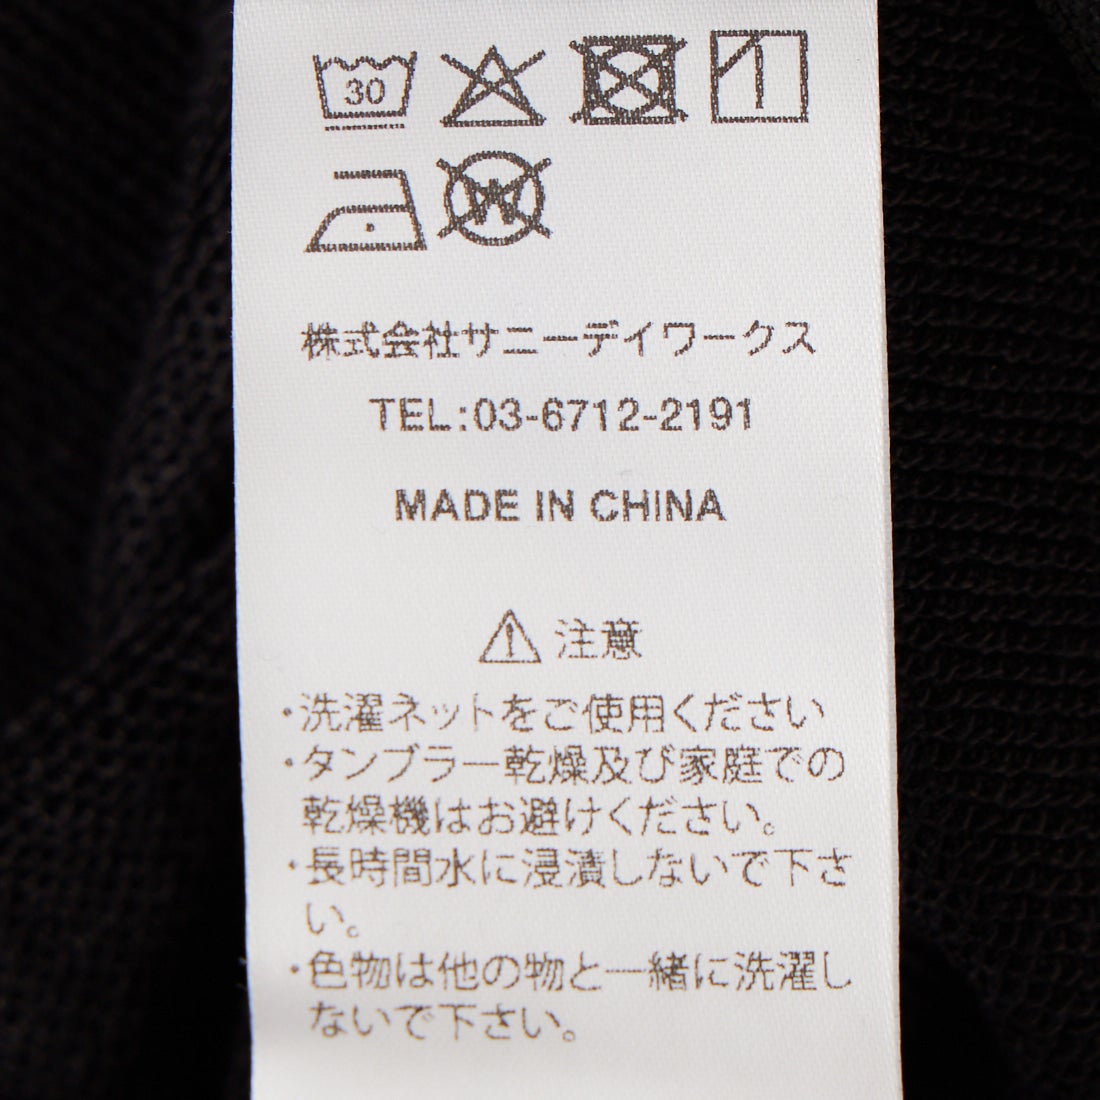 30
W
株式会社サニーデイワークス
TEL:03-6712-2191
MADE IN CHINA
注意
・洗濯ネットをご使用ください
・タンブラー乾燥及び家庭での
乾燥機はお避けください。
・長時間水に浸漬しないで下さ
い。
・色物は他の物と一緒に洗濯し
ないで下さい。